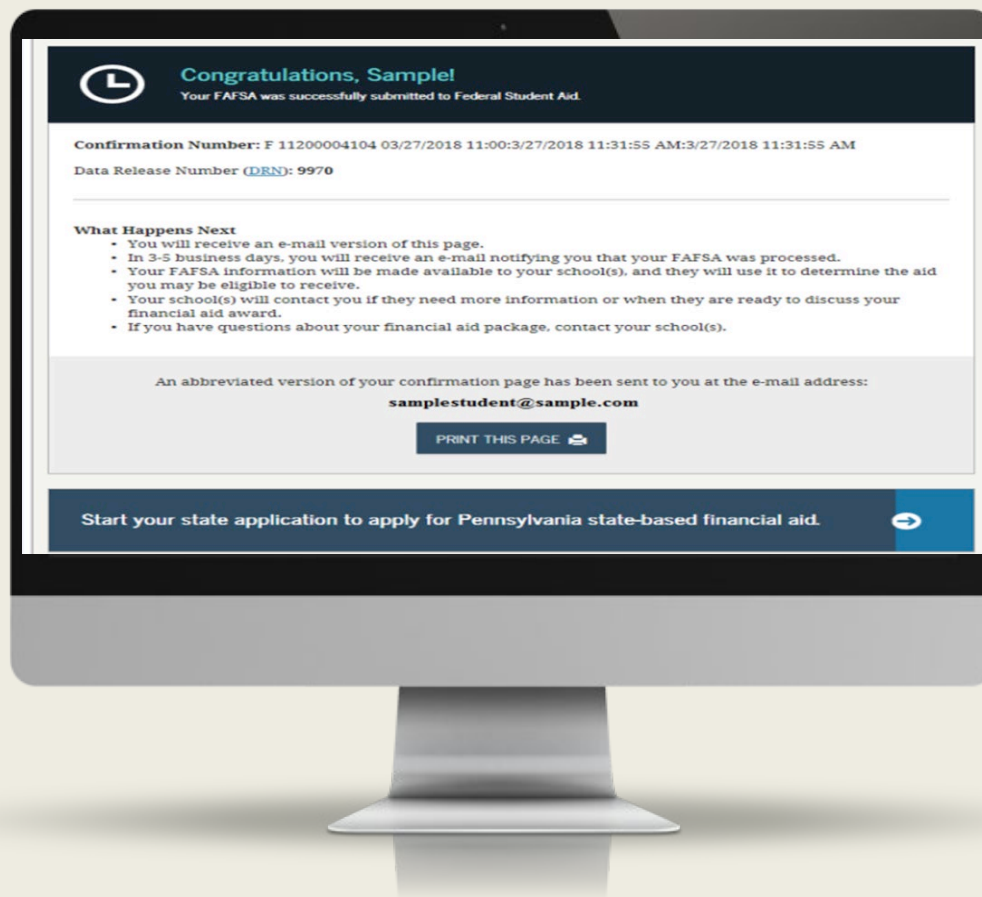 Congratulations, Sample!
Your FAFSA was successfully submitted to Federal Student Aid.
Confirmation Number: F 11200004104 03/27/2018 11:00:3/27/2018 11:31:55 AM:3/27/2018 11:31:55 AM
Data Release Number (DRN): 9970
What Happens Next
• You will receive an e-mail version of this page.
• In 3-5 business days, you will receive an e-mail notifying you that your FAFSA was processed.
• Your FAFSA information will be made available to your school(s), and they will use it to determine the aid
you may be eligible to receive.
• Your school(s) will contact you if they need more information or when they are ready to discuss your
financial aid award.
• If you have questions about your financial aid package, contact your school(s).
An abbreviated version of your confirmation page has been sent to you at the e-mail address:
samplestudent@sample.com
PRINT THIS PAGE
Start your state application to apply for Pennsylvania state-based financial aid.